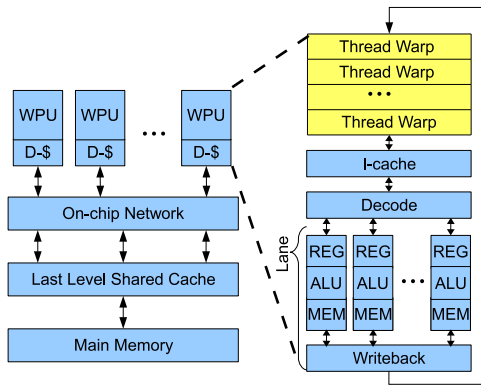 WPU WPU ... WPU
D-$ D-$ D-$
On-chip Network
Last Level Shared Cache
Main Memory
Thread Warp
Thread Warp
...
Thread Warp
I-cache
Decode
Lane
REG REG REG
ALU ALU ... ALU
MEM MEM MEM
Writeback